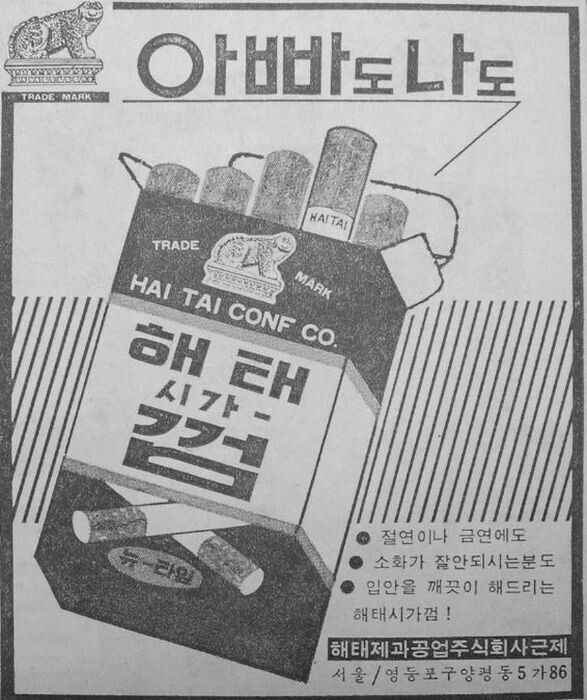 TRADE MARK
아빠도나도
HAITAI
TRADE MARK
HAI TAI CONF CO.
해태
시가-
껌
뉴-타입
절연이나 금연에도
소화가 잘안되시는분도
입안을 깨끗이 해드리는
해태시가껌!
해태제과공업주식회사근제
서울/영등포구양평동5가86